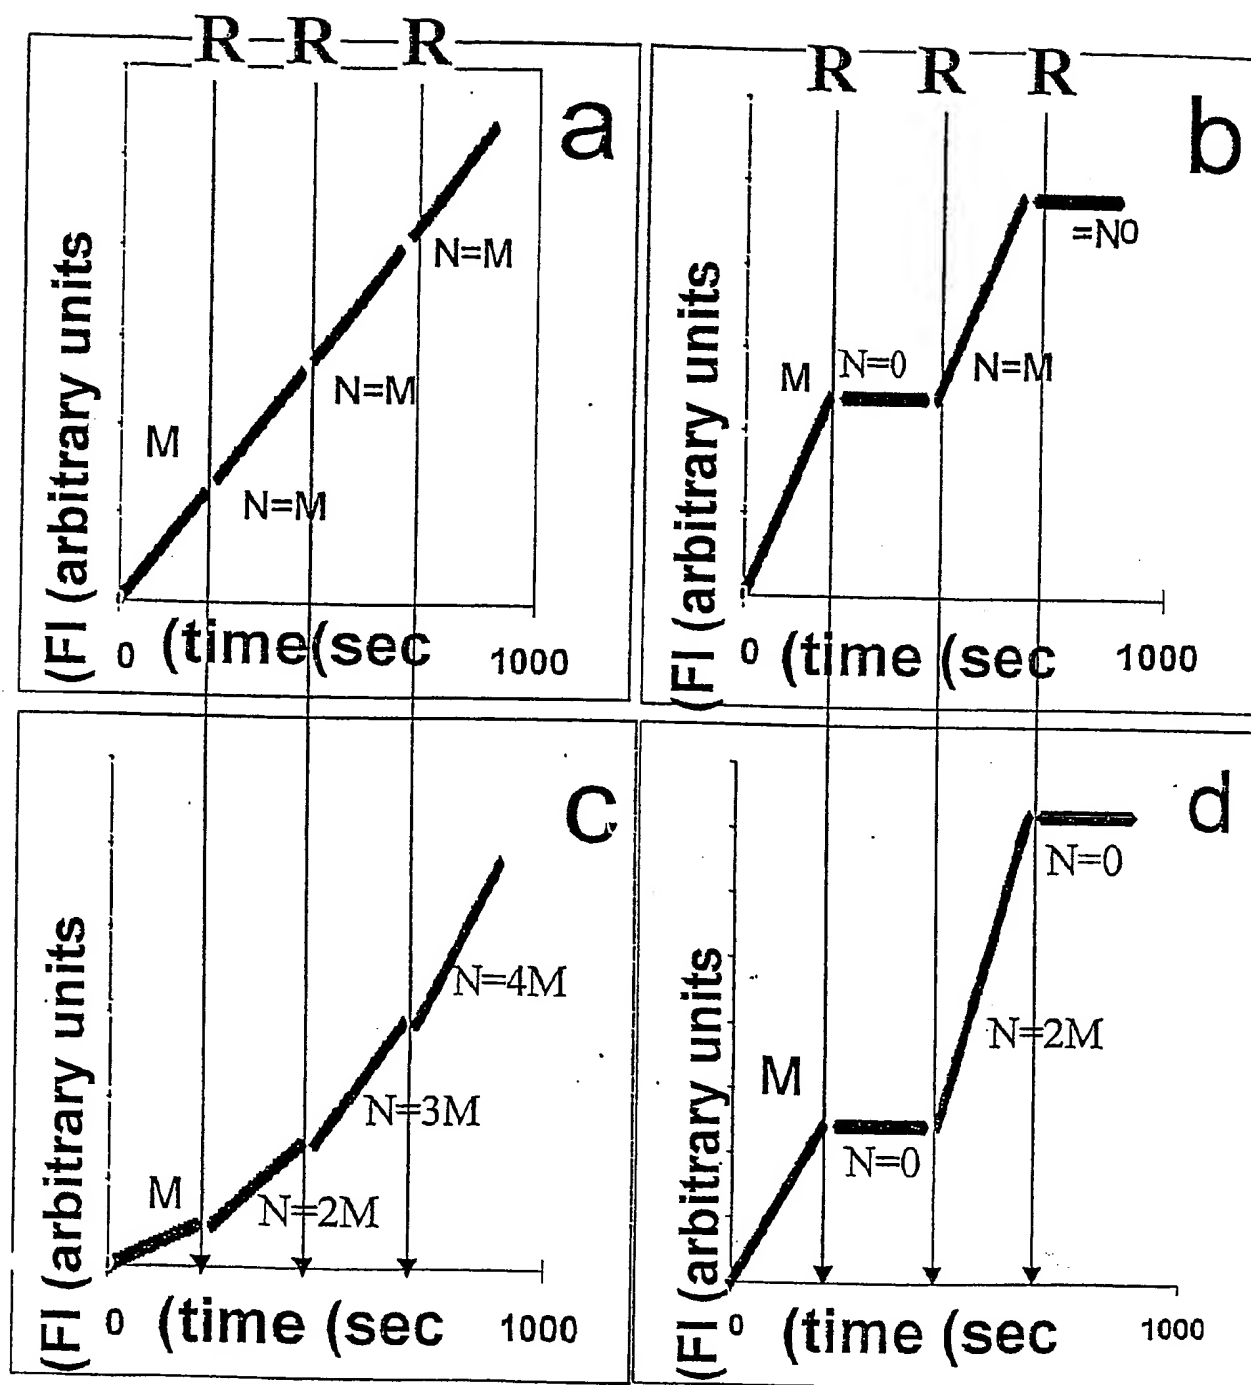 R R R
a
(FI (arbitrary units
M
N=M
N=M
N=M
0 (time(sec 1000
R R R
b
(FI (arbitrary units
M
N=0
N=M
=N0
0 (time (sec 1000
c
(FI (arbitrary units
M
N=2M
N=3M
N=4M
0 (time (sec 1000
d
(FI (arbitrary units
M
N=0
N=2M
N=0
0 (time (sec 1000